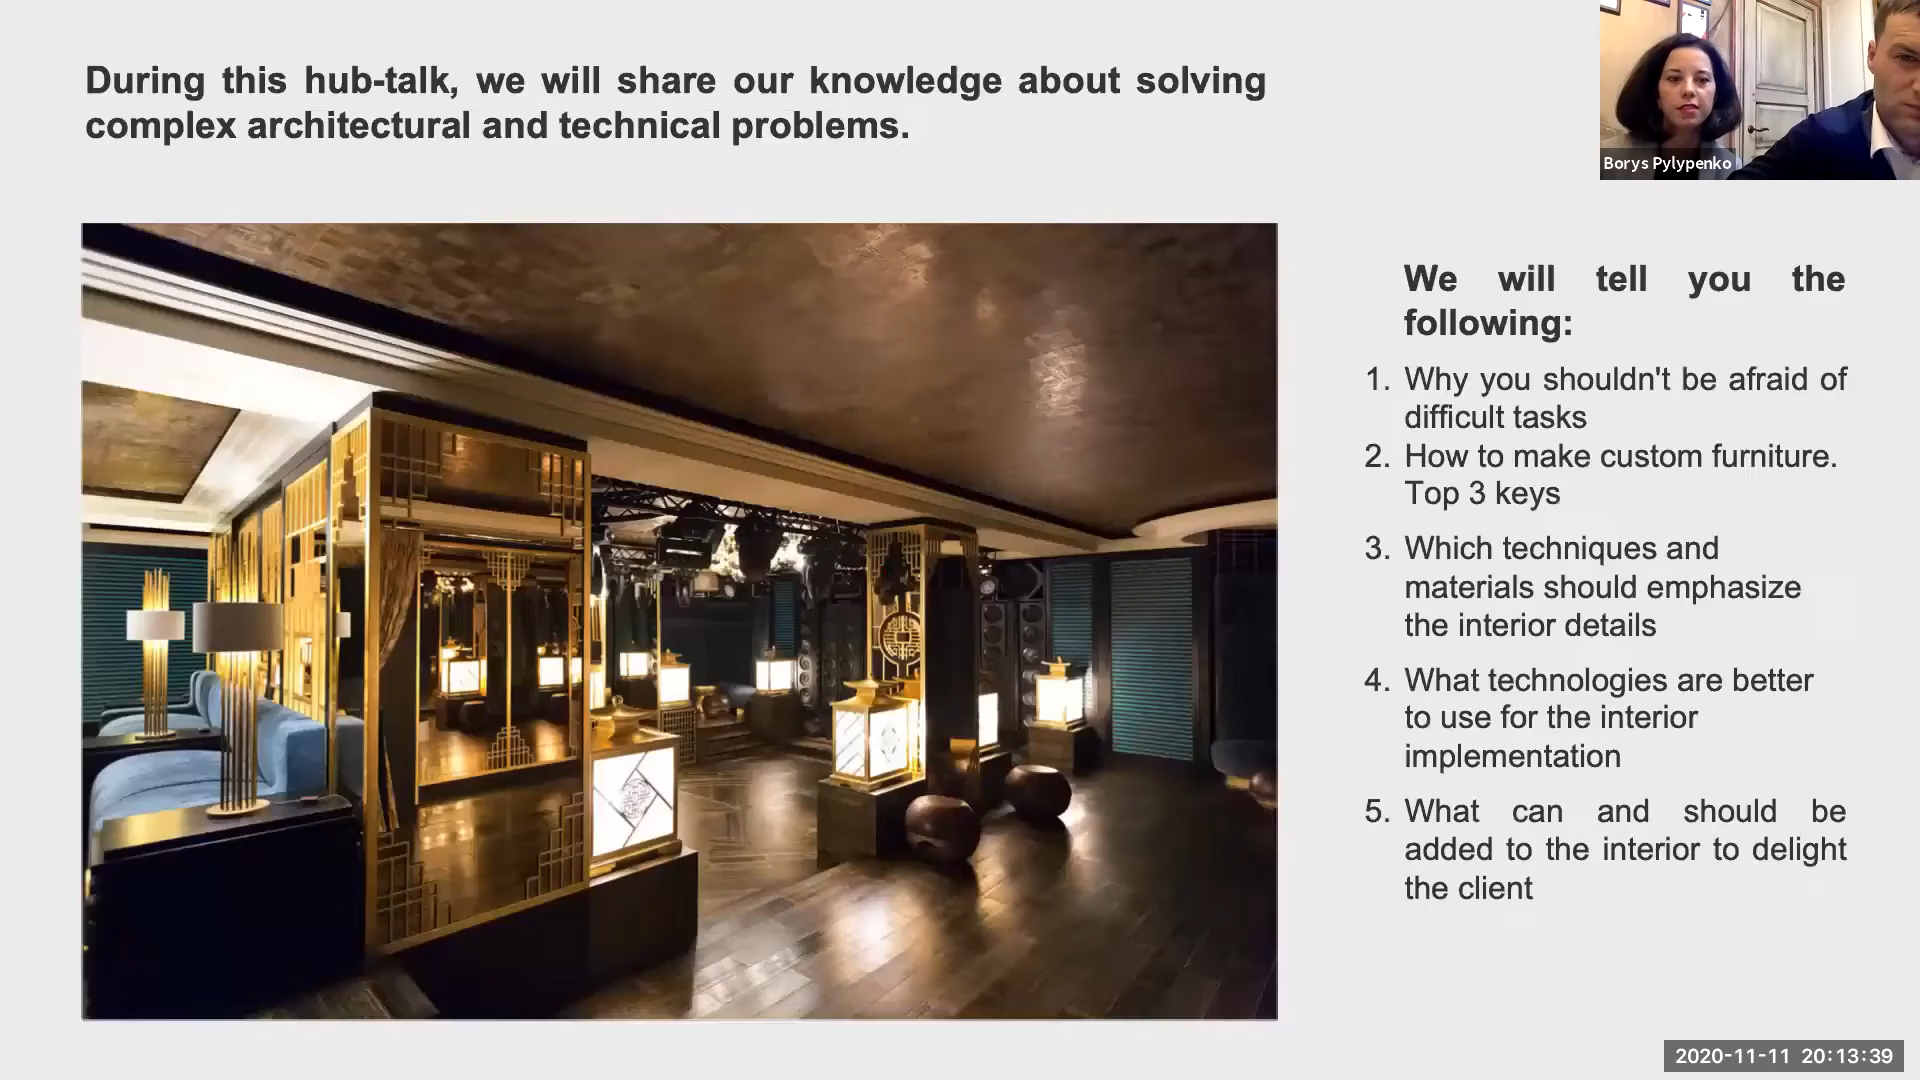 During this hub-talk, we will share our knowledge about solving
complex architectural and technical problems.
Borys Pylypenko
We will tell you the
following:
1. Why you shouldn't be afraid of
difficult tasks
2. How to make custom furniture.
Top 3 keys
3. Which techniques and
materials should emphasize
the interior details
4. What technologies are better
to use for the interior
implementation
5. What can and should be
added to the interior to delight
the client
2020-11-11 20:13:39